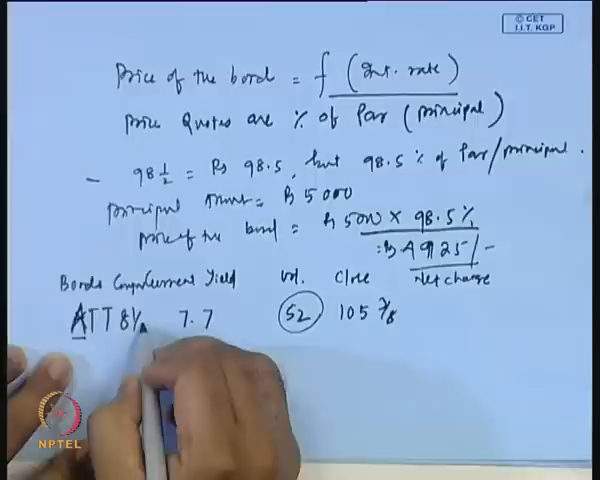 © CET
I.I.T. KGP
Price of the bond = f (Int. rate)
Price Quotes are % of Par (principal)
- 98 1/2 = Rs 98.5, but 98.5 % of Par/principal.
principal = Rs 5000
price of the bond = Rs 5000 × 98.5%
= Rs 4925/-
Bonds Current Yield Vol. Close Net change
ATT 8 7.7 52 105 7/8
NPTEL